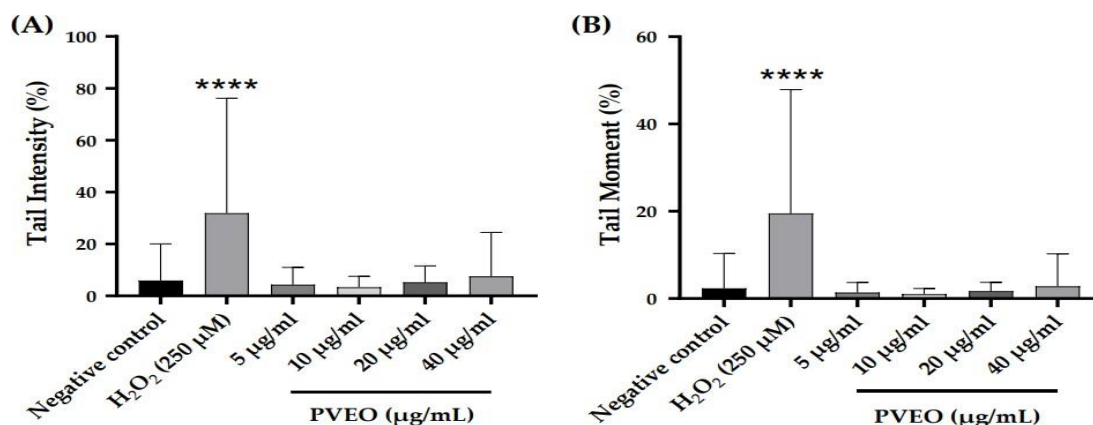 (A)
Tail Intensity (%)
100
80
60
40
20
0
****
Negative control
H₂O₂ (250 µM)
5 µg/ml
10 µg/ml
20 µg/ml
40 µg/ml
PVEO (µg/mL)
(B)
Tail Moment (%)
60
40
20
0
****
Negative control
H₂O₂ (250 µM)
5 µg/ml
10 µg/ml
20 µg/ml
40 µg/ml
PVEO (µg/mL)